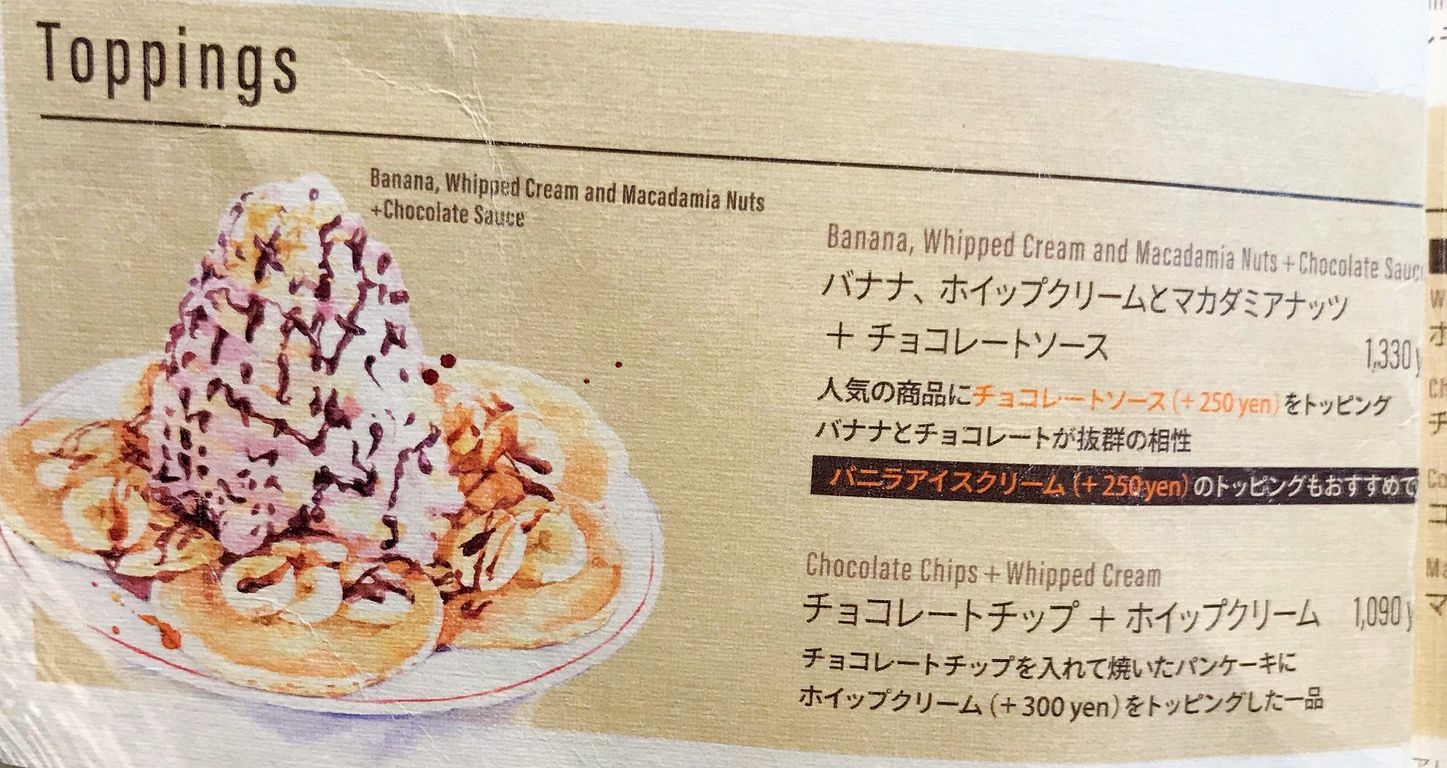 Toppings
Banana, Whipped Cream and Macadamia Nuts
+Chocolate Sauce
Banana, Whipped Cream and Macadamia Nuts + Chocolate
バナナ、ホイップクリームとマカダミアナッツ
＋ チョコレートソース
1,330
人気の商品にチョコレートソース (+ 250 yen) をトッピング
バナナとチョコレートが抜群の相性
バニラアイスクリーム (+ 250 yen) のトッピングもおすすめで
Chocolate Chips + Whipped Cream
チョコレートチップ ＋ ホイップクリーム 1,090
チョコレートチップを入れて焼いたパンケーキに
ホイップクリーム (+ 300 yen) をトッピングした一品